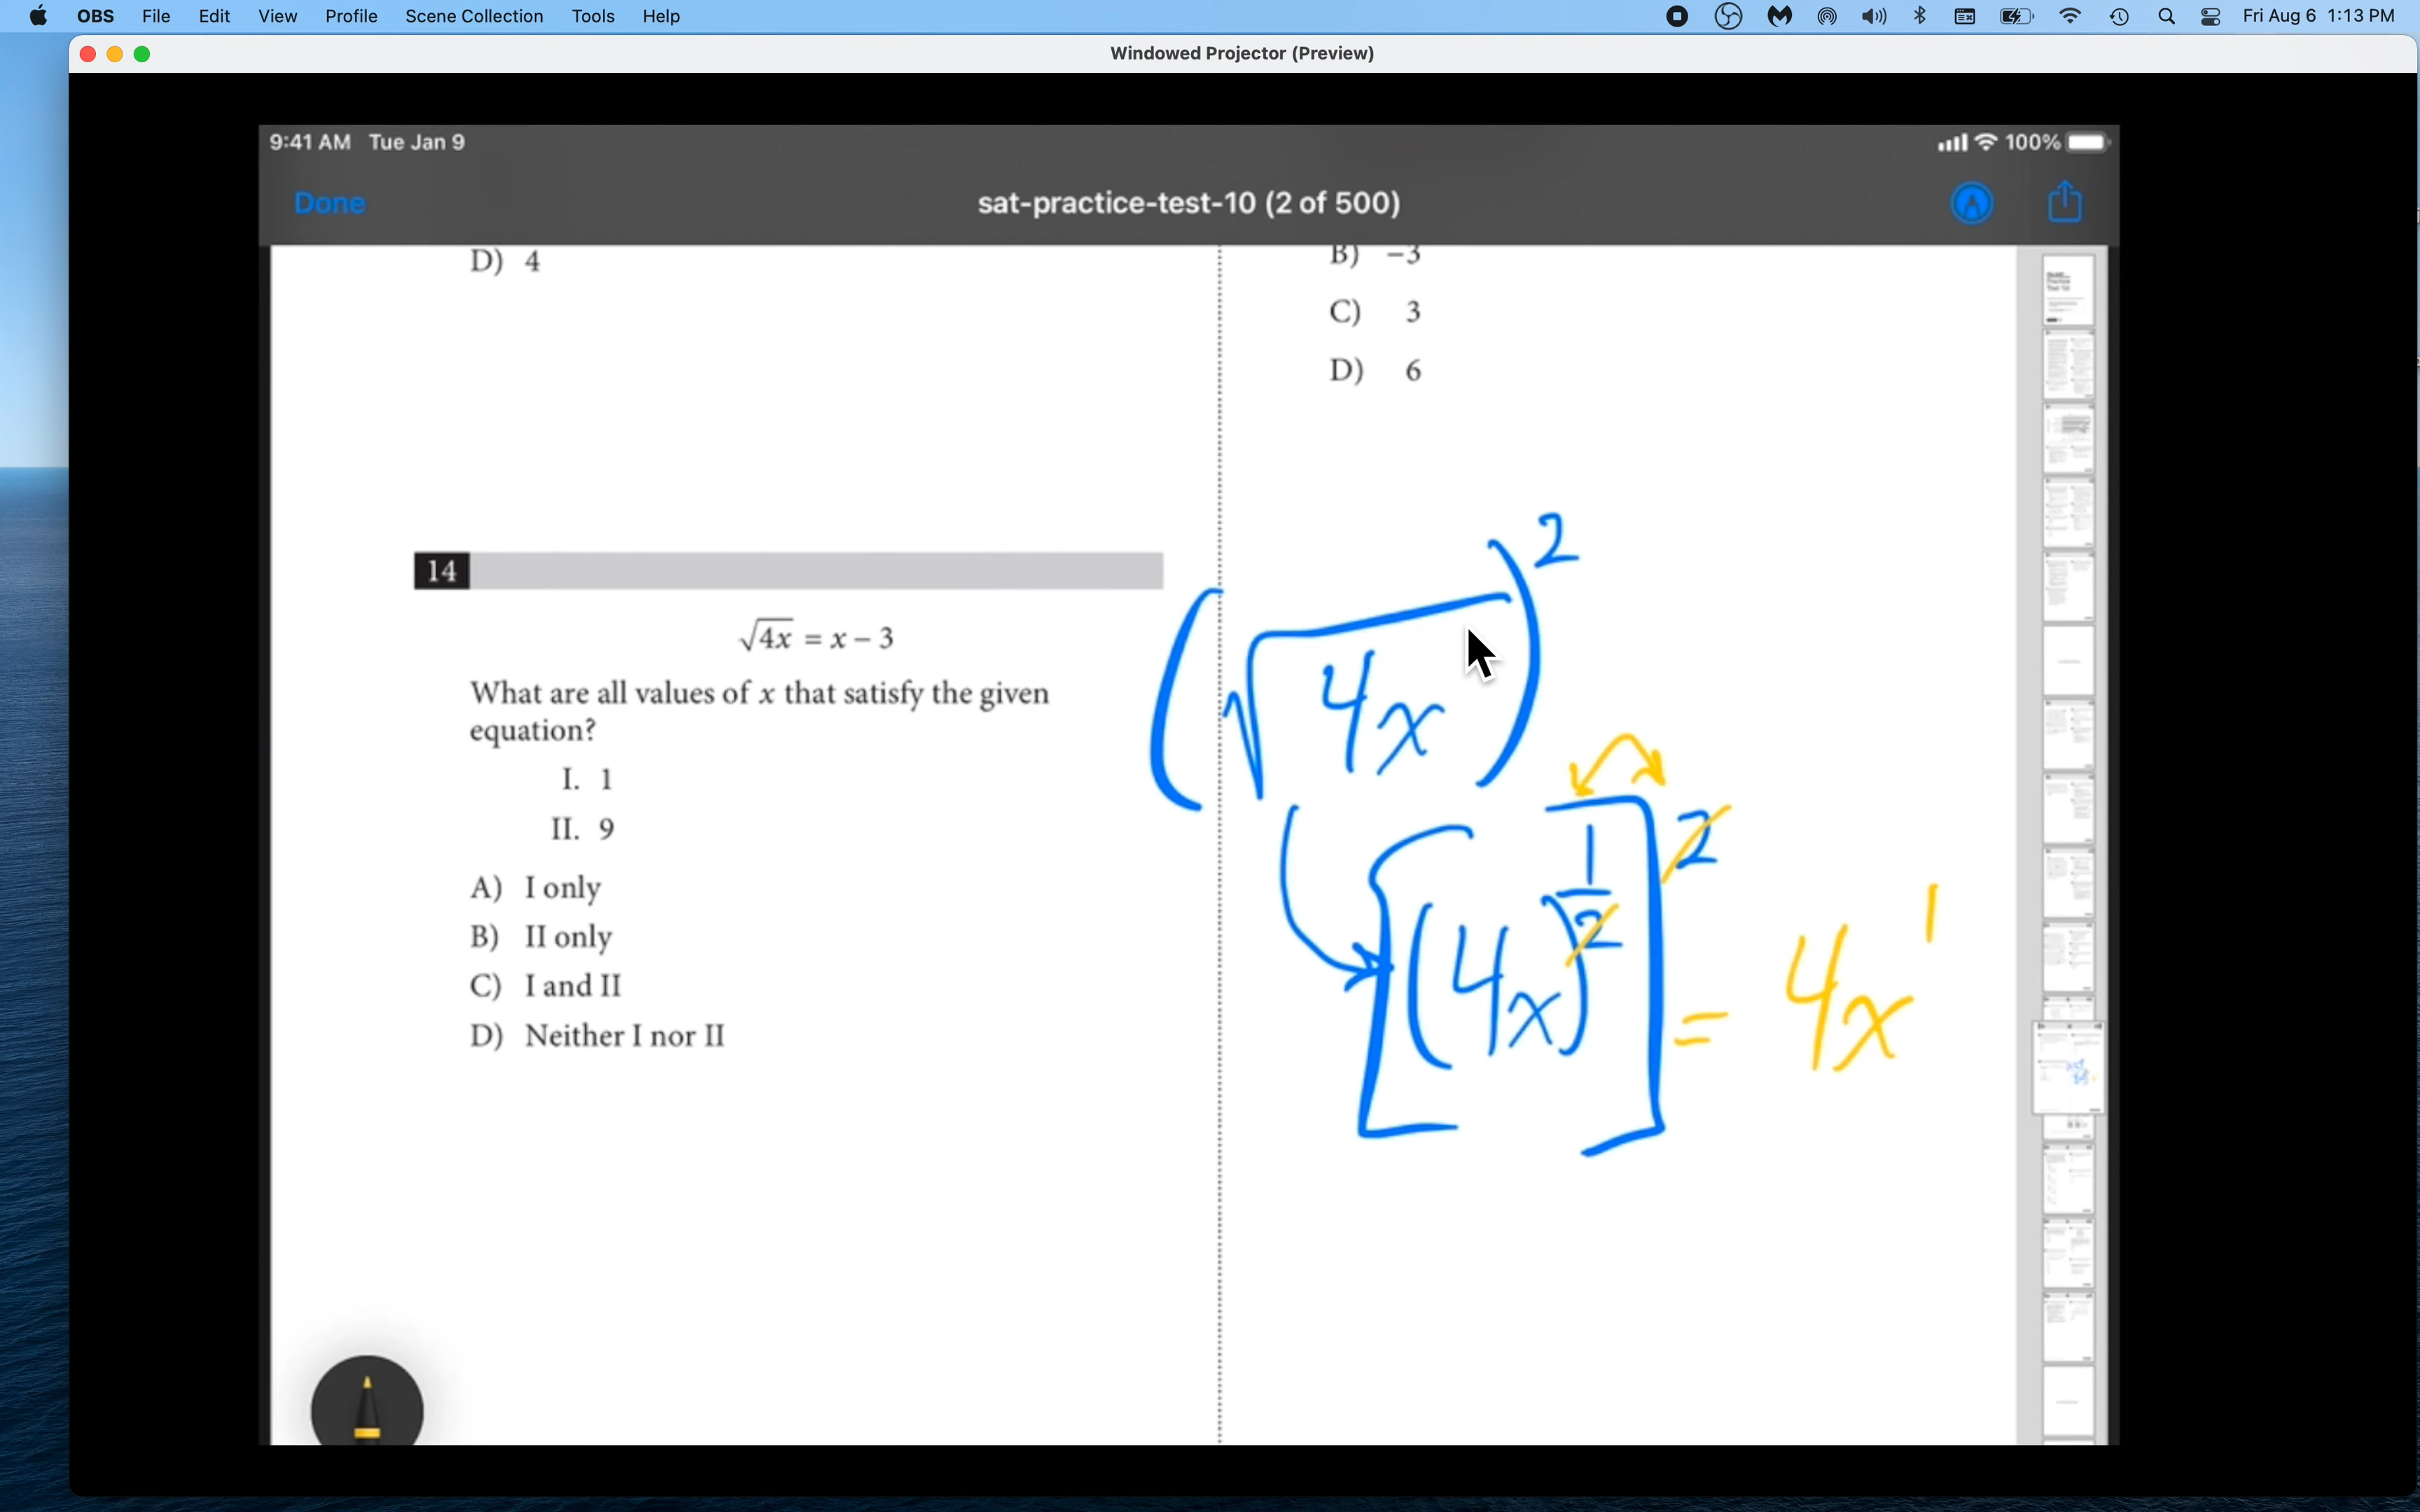 OBS File Edit View Profile Scene Collection Tools Help Fri Aug 6 1:13 PM
Windowed Projector (Preview)
9:41 AM Tue Jan 9 100%
Done sat-practice-test-10 (2 of 500)
D) 4
B) −3
C) 3
D) 6
14
√4x = x − 3
What are all values of x that satisfy the given
equation?
I. 1
II. 9
A) I only
B) II only
C) I and II
D) Neither I nor II
(√4x)²
[(4x)^1/2]² = 4x¹